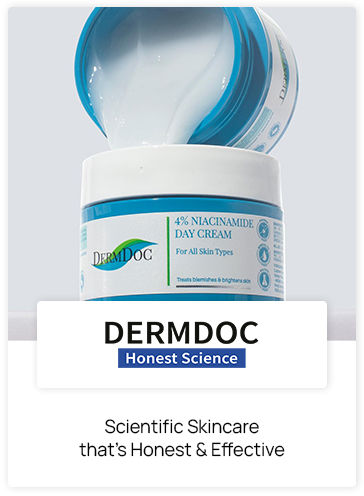 DERMDOC
4% NIACINAMIDE
DAY CREAM
For All Skin Types
Treats blemishes & brightens skin
DERMDOC
Honest Science
Scientific Skincare
that's Honest & Effective